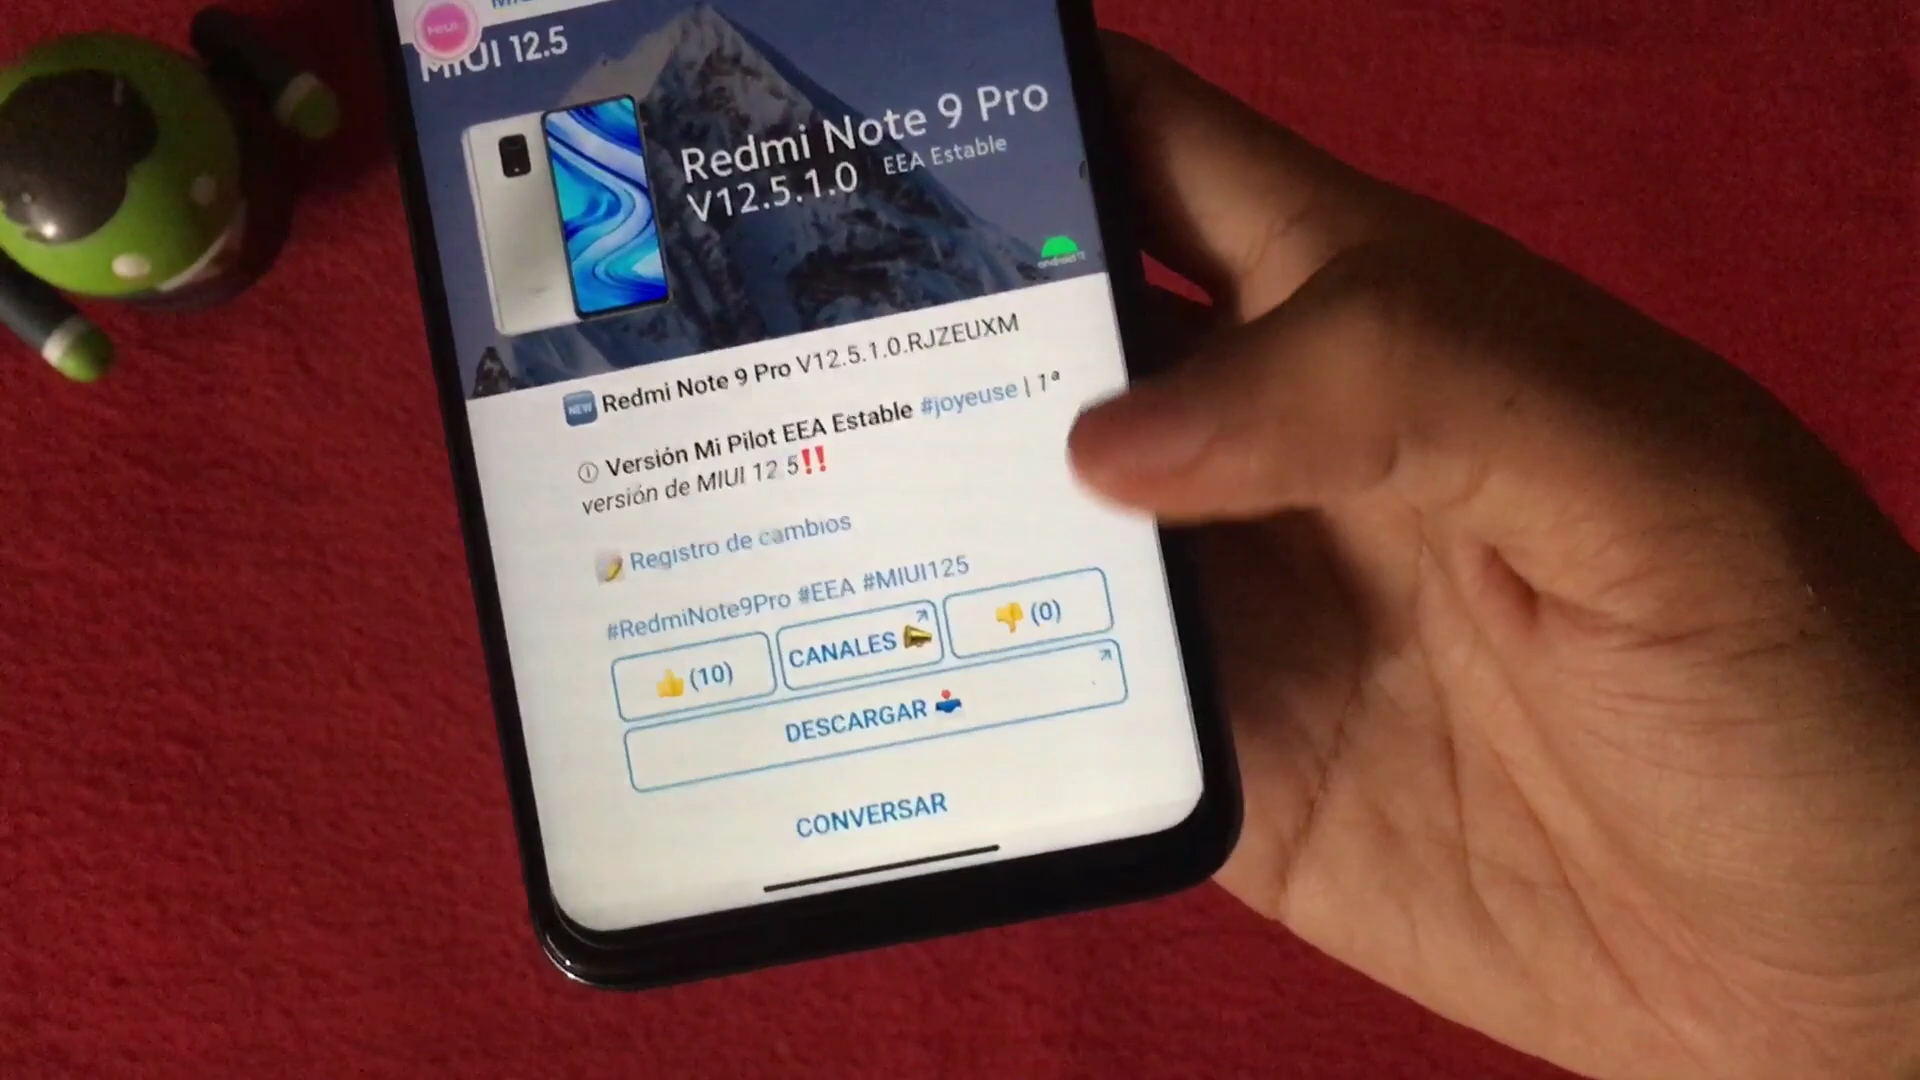 MIUI 12.5
Redmi Note 9 Pro
V12.5.1.0 EEA Estable
NEW Redmi Note 9 Pro V12.5.1.0.RJZEUXM
Versión Mi Pilot EEA Estable #joyeuse | 1ª
versión de MIUI 12 5‼️
Registro de cambios
#RedmiNote9Pro #EEA #MIUI125
👍(10)
CANALES
👎(0)
DESCARGAR
CONVERSAR